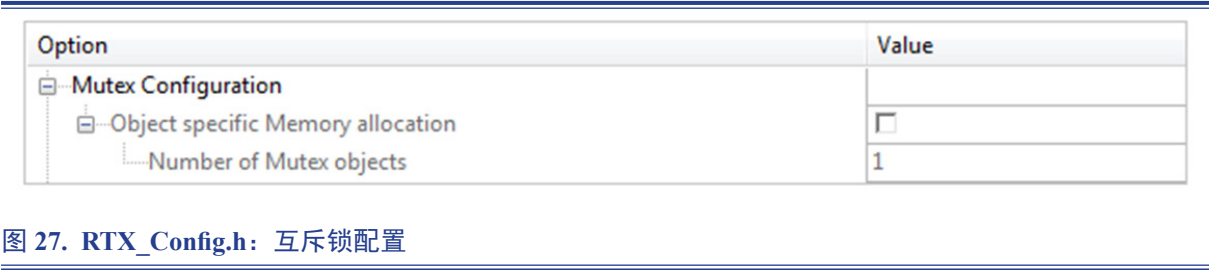 Option Value
Mutex Configuration
Object specific Memory allocation
Number of Mutex objects 1
图 27. RTX_Config.h：互斥锁配置